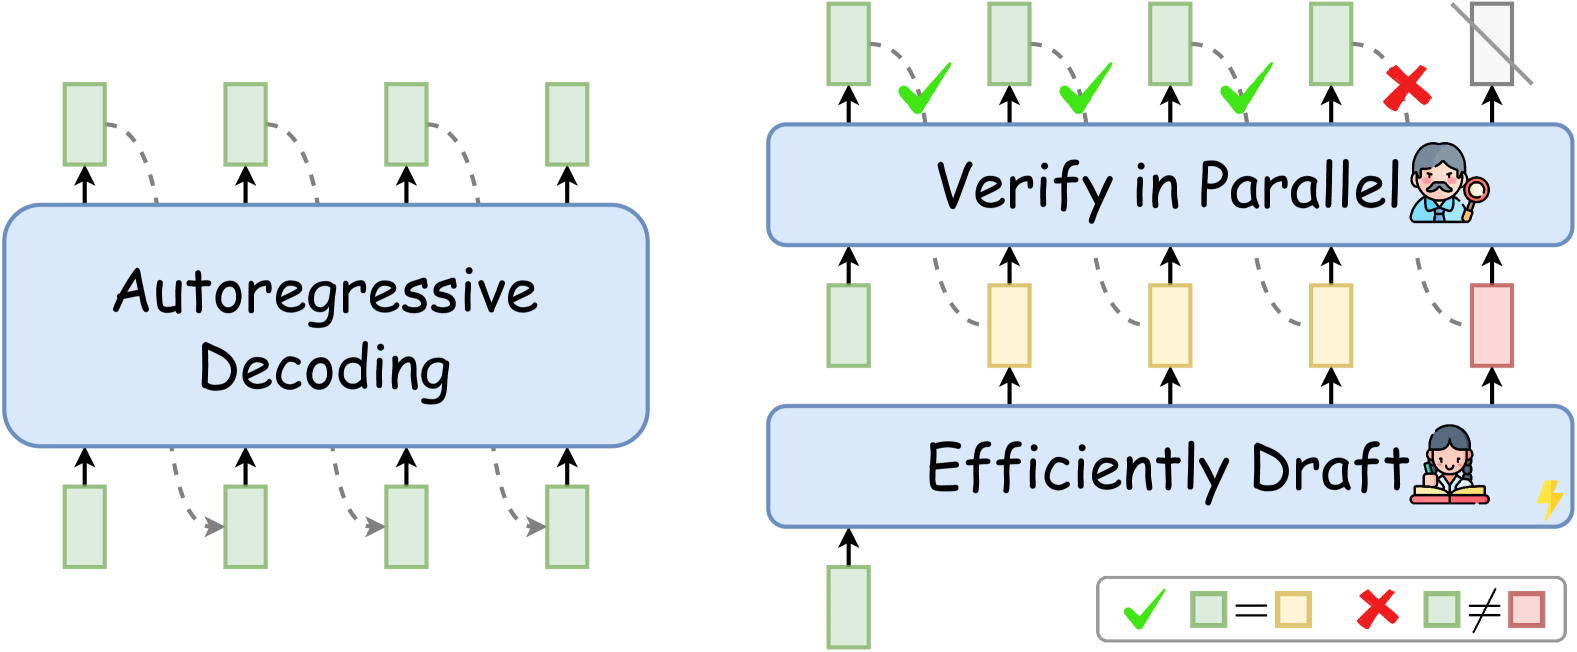 Autoregressive
Decoding
Verify in Parallel
Efficiently Draft
= ≠